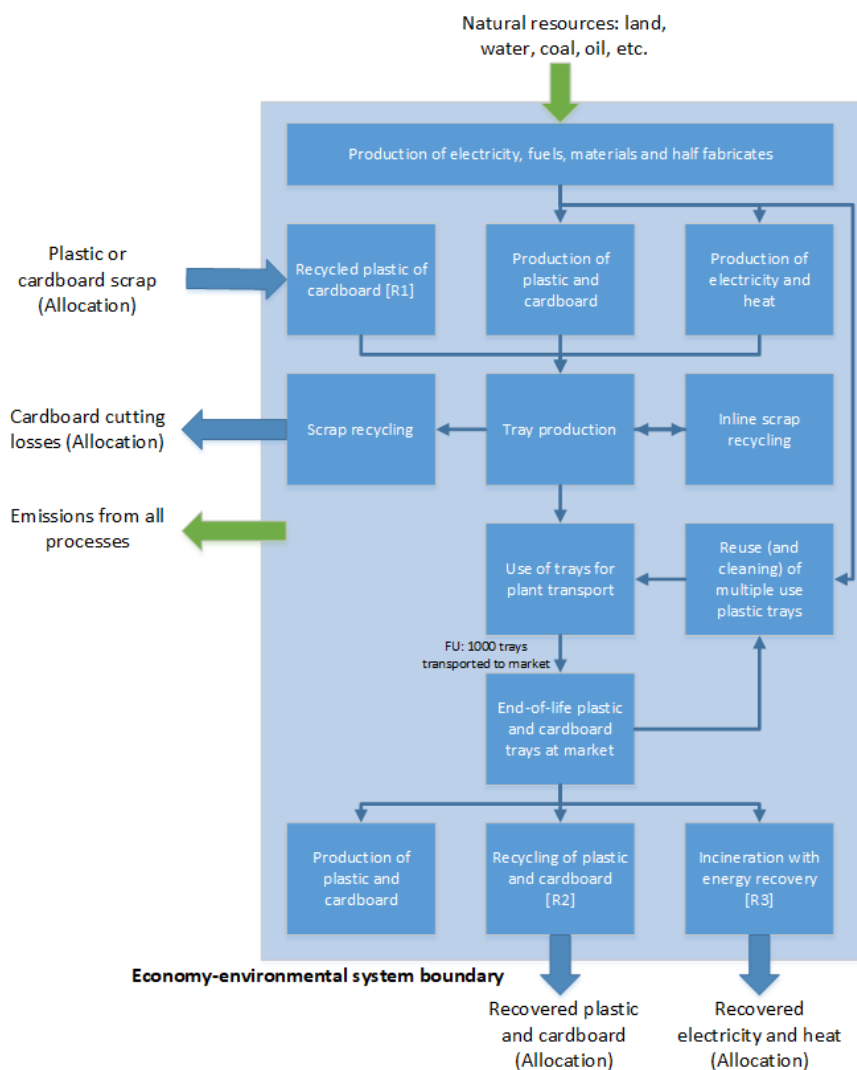 Natural resources: land,
water, coal, oil, etc.
Production of electricity, fuels, materials and half fabricates
Plastic or
cardboard scrap
(Allocation)
Recycled plastic of
cardboard [R1]
Production of
plastic and
cardboard
Production of
electricity and
heat
Cardboard cutting
losses (Allocation)
Scrap recycling
Tray production
Inline scrap
recycling
Emissions from all
processes
Use of trays for
plant transport
Reuse (and
cleaning) of
multiple use
plastic trays
FU: 1000 trays
transported to market
End-of-life plastic
and cardboard
trays at market
Production of
plastic and
cardboard
Recycling of plastic
and cardboard
[R2]
Incineration with
energy recovery
[R3]
Economy-environmental system boundary
Recovered plastic
and cardboard
(Allocation)
Recovered
electricity and heat
(Allocation)